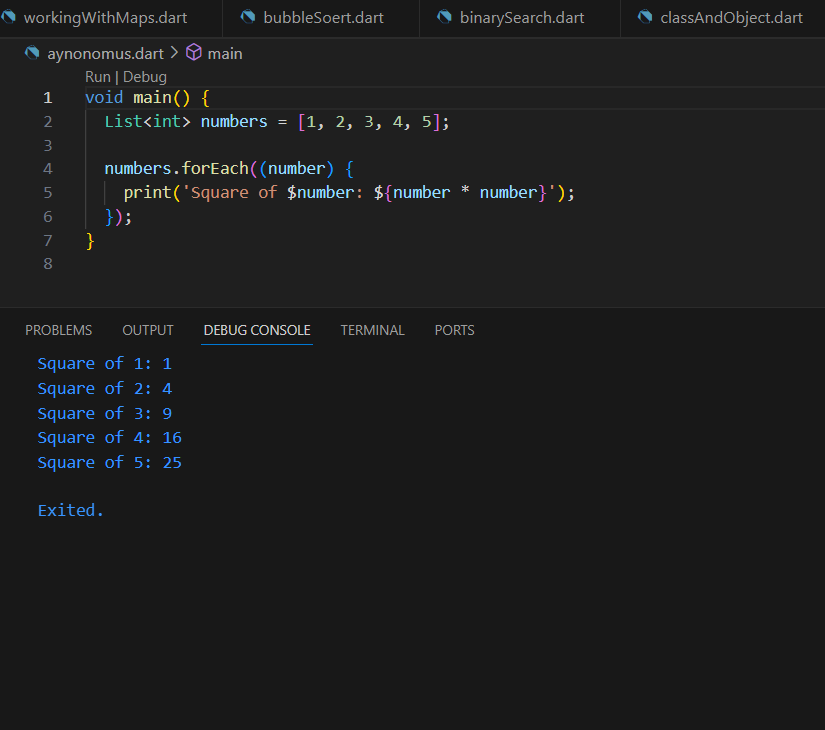 workingWithMaps.dart bubbleSoert.dart binarySearch.dart classAndObject.dart
aynonomus.dart > main
Run | Debug
1 void main() {
2   List<int> numbers = [1, 2, 3, 4, 5];
3
4   numbers.forEach((number) {
5     print('Square of $number: ${number * number}');
6   });
7 }
8
PROBLEMS OUTPUT DEBUG CONSOLE TERMINAL PORTS
Square of 1: 1
Square of 2: 4
Square of 3: 9
Square of 4: 16
Square of 5: 25
Exited.